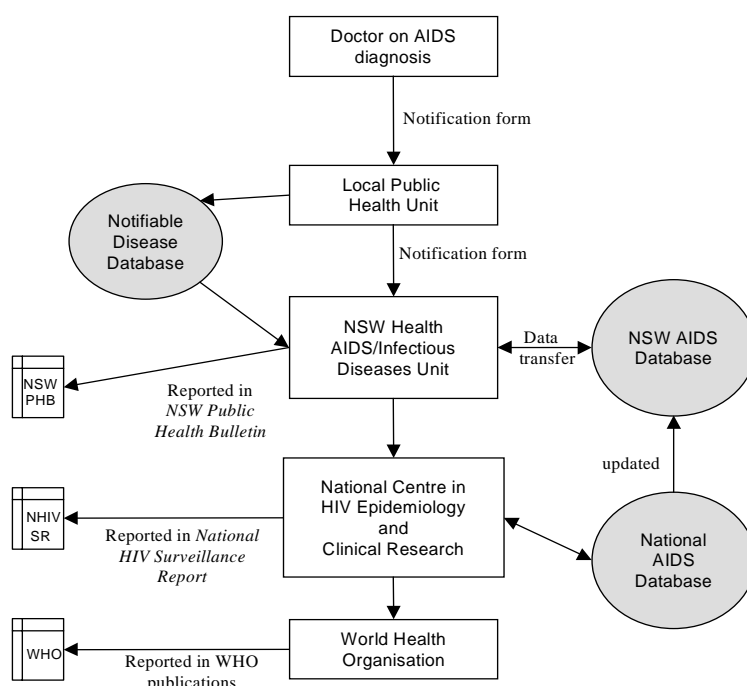 Doctor on AIDS
diagnosis
Notification form
Local Public
Health Unit
Notifiable
Disease
Database
Notification form
NSW Health
AIDS/Infectious
Diseases Unit
Data
transfer
NSW AIDS
Database
NSW
PHB
Reported in
NSW Public
Health Bulletin
updated
National Centre in
HIV Epidemiology
and
Clinical Research
NHIV
SR
Reported in National
HIV Surveillance
Report
National
AIDS
Database
World Health
Organisation
WHO
Reported in WHO
publications